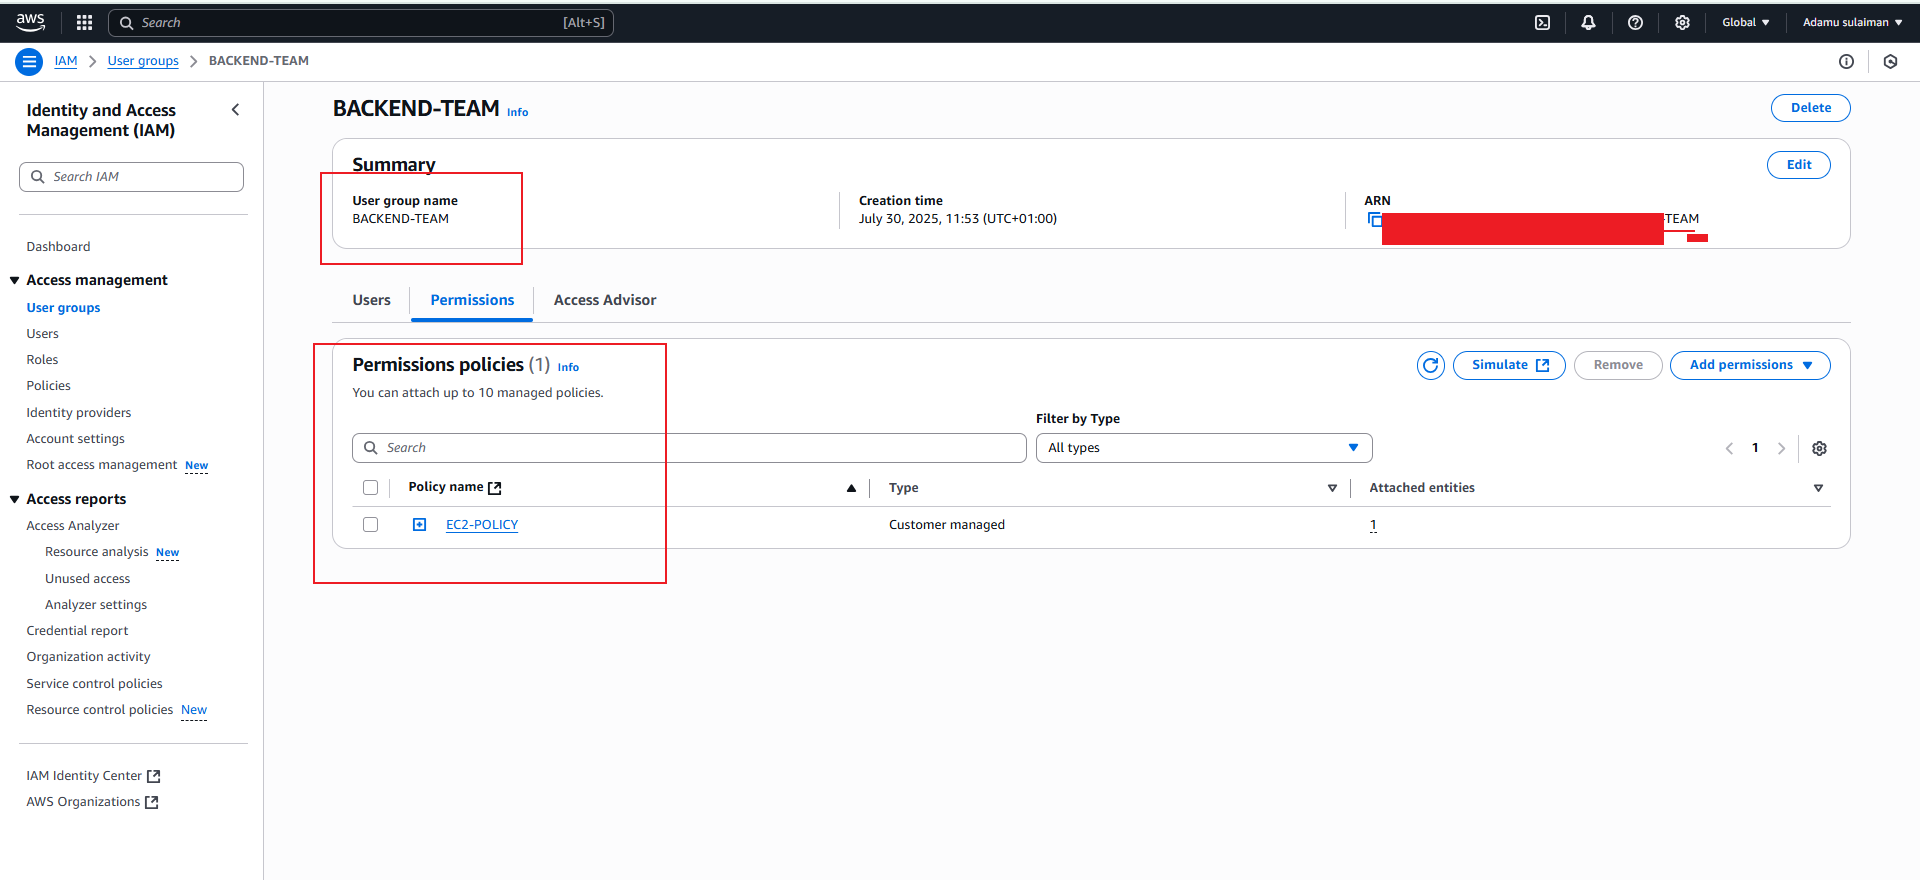 aws
Search [Alt+S]
Global
Adamu sulaiman
IAM
User groups
BACKEND-TEAM
Identity and Access
Management (IAM)
Search IAM
Dashboard
Access management
User groups
Users
Roles
Policies
Identity providers
Account settings
Root access management New
Access reports
Access Analyzer
Resource analysis New
Unused access
Analyzer settings
Credential report
Organization activity
Service control policies
Resource control policies New
IAM Identity Center
AWS Organizations
BACKEND-TEAM Info
Delete
Summary
Edit
User group name
BACKEND-TEAM
Creation time
July 30, 2025, 11:53 (UTC+01:00)
ARN
-TEAM
Users
Permissions
Access Advisor
Permissions policies (1) Info
You can attach up to 10 managed policies.
Simulate
Remove
Add permissions
Filter by Type
Search
All types
1
Policy name
Type
Attached entities
EC2-POLICY
Customer managed
1